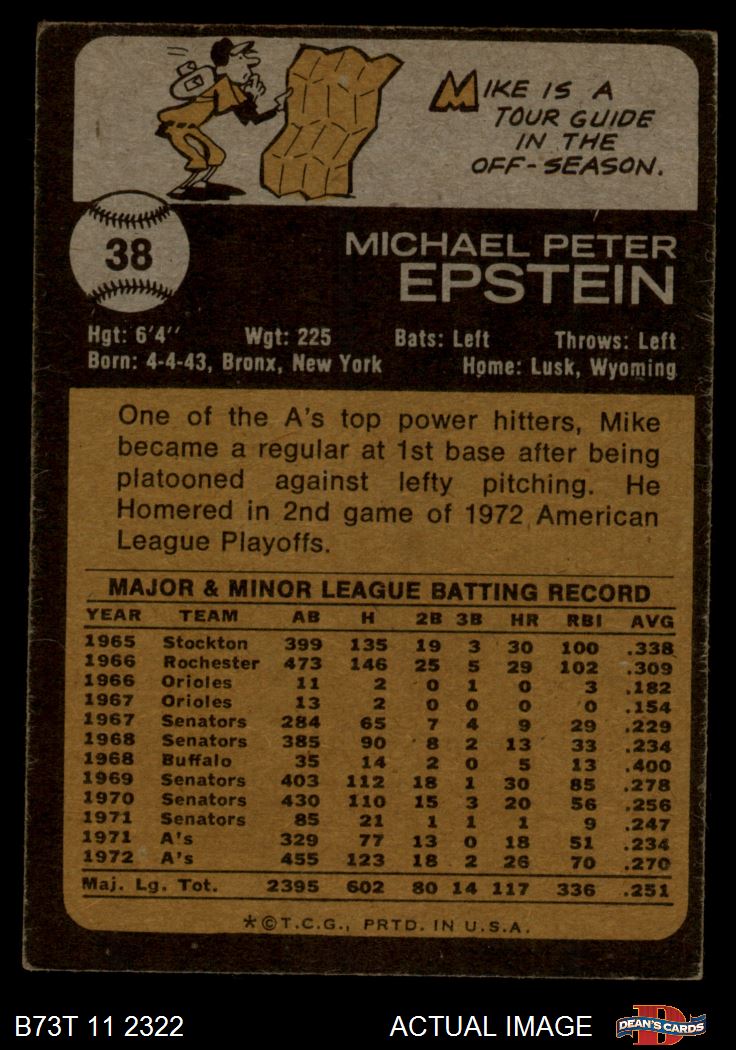 MIKE IS A
TOUR GUIDE
IN THE
OFF-SEASON.
38
MICHAEL PETER
EPSTEIN
Hgt: 6'4" Wgt: 225 Bats: Left Throws: Left
Born: 4-4-43, Bronx, New York Home: Lusk, Wyoming
One of the A's top power hitters, Mike
became a regular at 1st base after being
platooned against lefty pitching. He
Homered in 2nd game of 1972 American
League Playoffs.
MAJOR & MINOR LEAGUE BATTING RECORD
YEAR TEAM AB H 2B 3B HR RBI AVG
1965 Stockton 399 135 19 3 30 100 .338
1966 Rochester 473 146 25 5 29 102 .309
1966 Orioles 11 2 0 1 0 3 .182
1967 Orioles 13 2 0 0 0 0 .154
1967 Senators 284 65 7 4 9 29 .229
1968 Senators 385 90 8 2 13 33 .234
1968 Buffalo 35 14 2 0 5 13 .400
1969 Senators 403 112 18 1 30 85 .278
1970 Senators 430 110 15 3 20 56 .256
1971 Senators 85 21 1 1 1 9 .247
1971 A's 329 77 13 0 18 51 .234
1972 A's 455 123 18 2 26 70 .270
Maj. Lg. Tot. 2395 602 80 14 117 336 .251
*©T.C.G., PRTD. IN U.S.A.
B73T 11 2322 ACTUAL IMAGE D DEAN'S CARDS